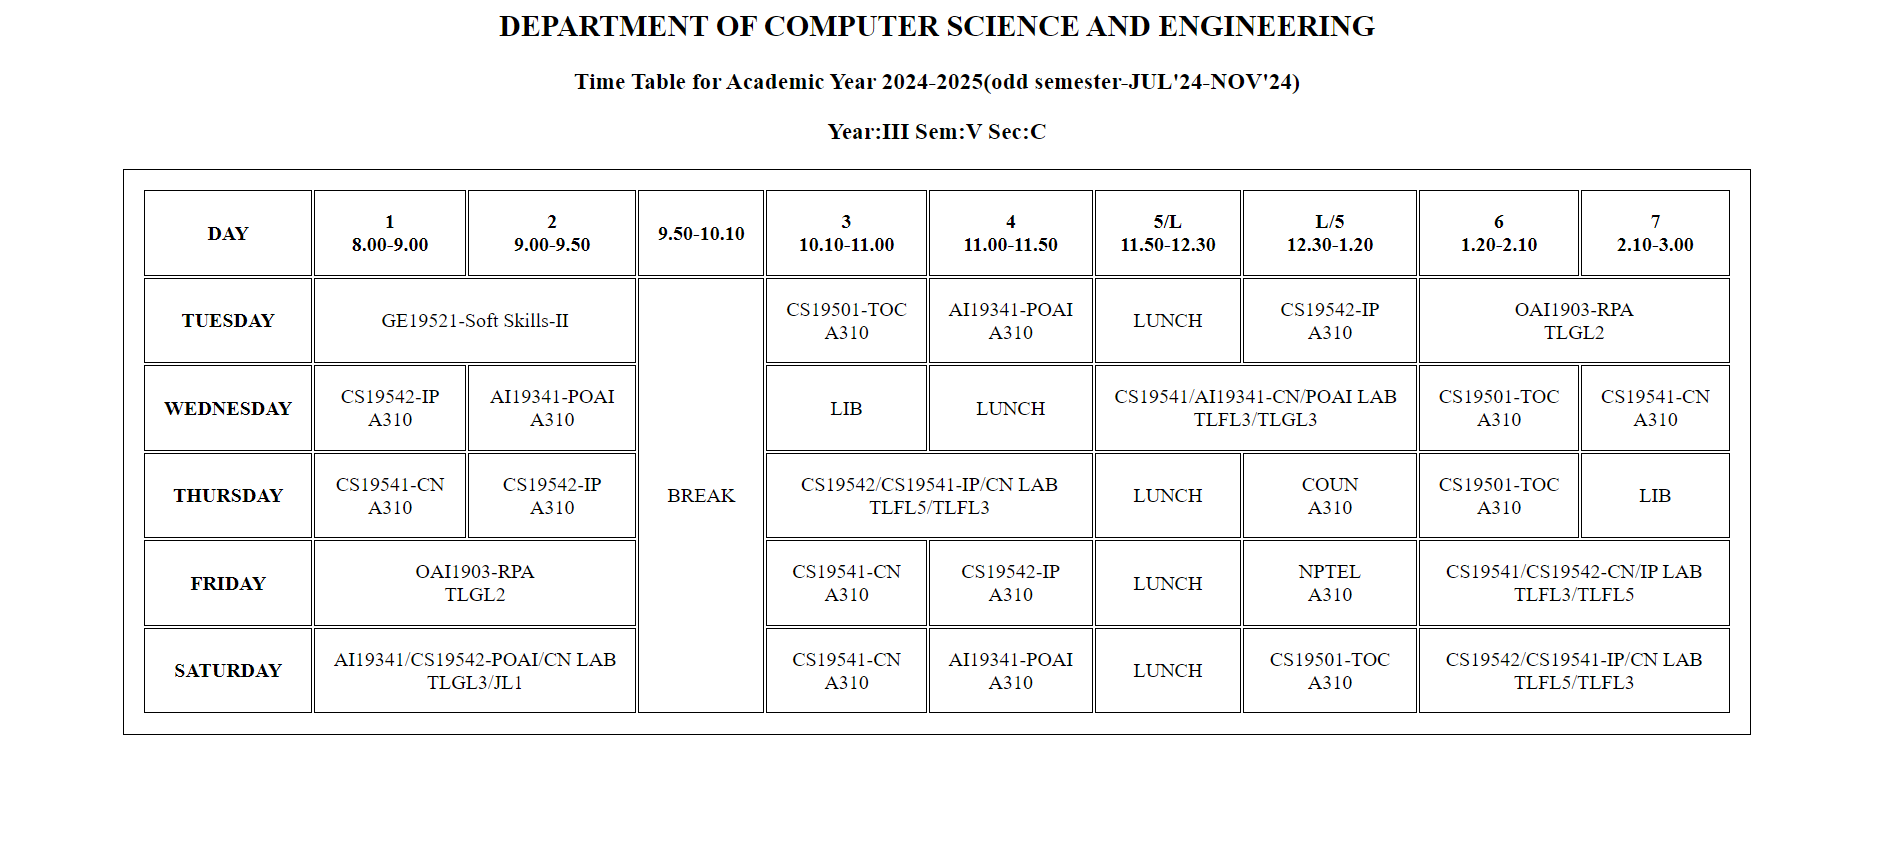 DEPARTMENT OF COMPUTER SCIENCE AND ENGINEERING
Time Table for Academic Year 2024-2025(odd semester-JUL'24-NOV'24)
Year:III Sem:V Sec:C
DAY
1
8.00-9.00
2
9.00-9.50
9.50-10.10
3
10.10-11.00
4
11.00-11.50
5/L
11.50-12.30
L/5
12.30-1.20
6
1.20-2.10
7
2.10-3.00
TUESDAY
GE19521-Soft Skills-II
BREAK
CS19501-TOC
A310
AI19341-POAI
A310
LUNCH
CS19542-IP
A310
OAI1903-RPA
TLGL2
WEDNESDAY
CS19542-IP
A310
AI19341-POAI
A310
LIB
LUNCH
CS19541/AI19341-CN/POAI LAB
TLFL3/TLGL3
CS19501-TOC
A310
CS19541-CN
A310
THURSDAY
CS19541-CN
A310
CS19542-IP
A310
CS19542/CS19541-IP/CN LAB
TLFL5/TLFL3
LUNCH
COUN
A310
CS19501-TOC
A310
LIB
FRIDAY
OAI1903-RPA
TLGL2
CS19541-CN
A310
CS19542-IP
A310
LUNCH
NPTEL
A310
CS19541/CS19542-CN/IP LAB
TLFL3/TLFL5
SATURDAY
AI19341/CS19542-POAI/CN LAB
TLGL3/JL1
CS19541-CN
A310
AI19341-POAI
A310
LUNCH
CS19501-TOC
A310
CS19542/CS19541-IP/CN LAB
TLFL5/TLFL3